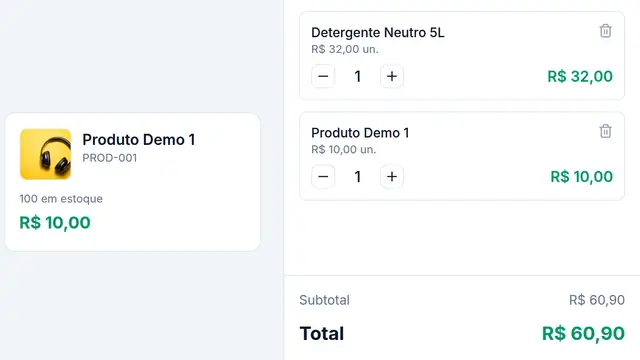 Produto Demo 1
PROD-001
100 em estoque
R$ 10,00
Detergente Neutro 5L
R$ 32,00 un.
1
R$ 32,00
Produto Demo 1
R$ 10,00 un.
1
R$ 10,00
Subtotal
R$ 60,90
Total
R$ 60,90